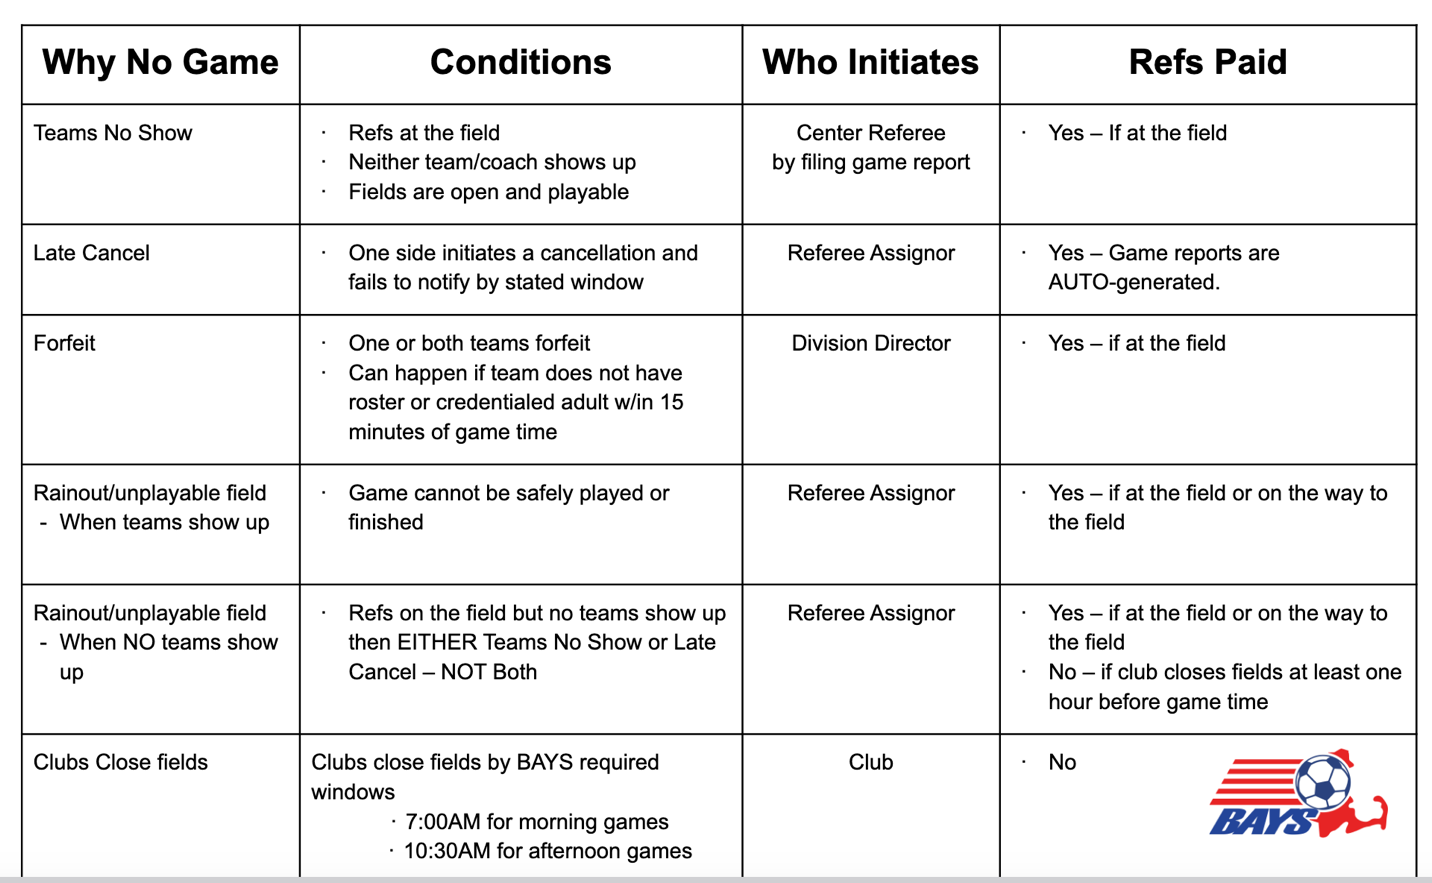 Why No Game
Conditions
Who Initiates
Refs Paid
Teams No Show
· Refs at the field
· Neither team/coach shows up
· Fields are open and playable
Center Referee
by filing game report
· Yes – If at the field
Late Cancel
· One side initiates a cancellation and
fails to notify by stated window
Referee Assignor
· Yes – Game reports are
AUTO-generated.
Forfeit
· One or both teams forfeit
· Can happen if team does not have
roster or credentialed adult w/in 15
minutes of game time
Division Director
· Yes – if at the field
Rainout/unplayable field
- When teams show up
· Game cannot be safely played or
finished
Referee Assignor
· Yes – if at the field or on the way to
the field
Rainout/unplayable field
- When NO teams show
up
· Refs on the field but no teams show up
then EITHER Teams No Show or Late
Cancel – NOT Both
Referee Assignor
· Yes – if at the field or on the way to
the field
· No – if club closes fields at least one
hour before game time
Clubs Close fields
Clubs close fields by BAYS required
windows
· 7:00AM for morning games
· 10:30AM for afternoon games
Club
· No
BAYS